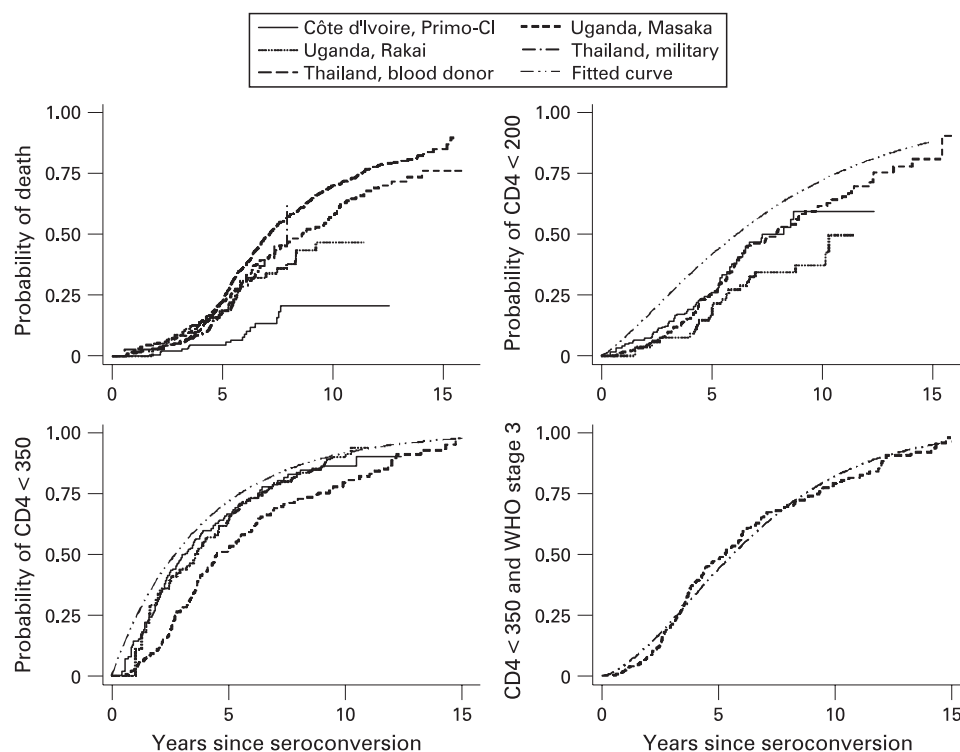 Côte d'Ivoire, Primo-CI
Uganda, Masaka
Uganda, Rakai
Thailand, military
Thailand, blood donor
Fitted curve
Probability of death
1.00
0.75
0.50
0.25
0
0 5 10 15
Probability of CD4 < 200
1.00
0.75
0.50
0.25
0
0 5 10 15
Probability of CD4 < 350
1.00
0.75
0.50
0.25
0
0 5 10 15
Years since seroconversion
CD4 < 350 and WHO stage 3
1.00
0.75
0.50
0.25
0
0 5 10 15
Years since seroconversion